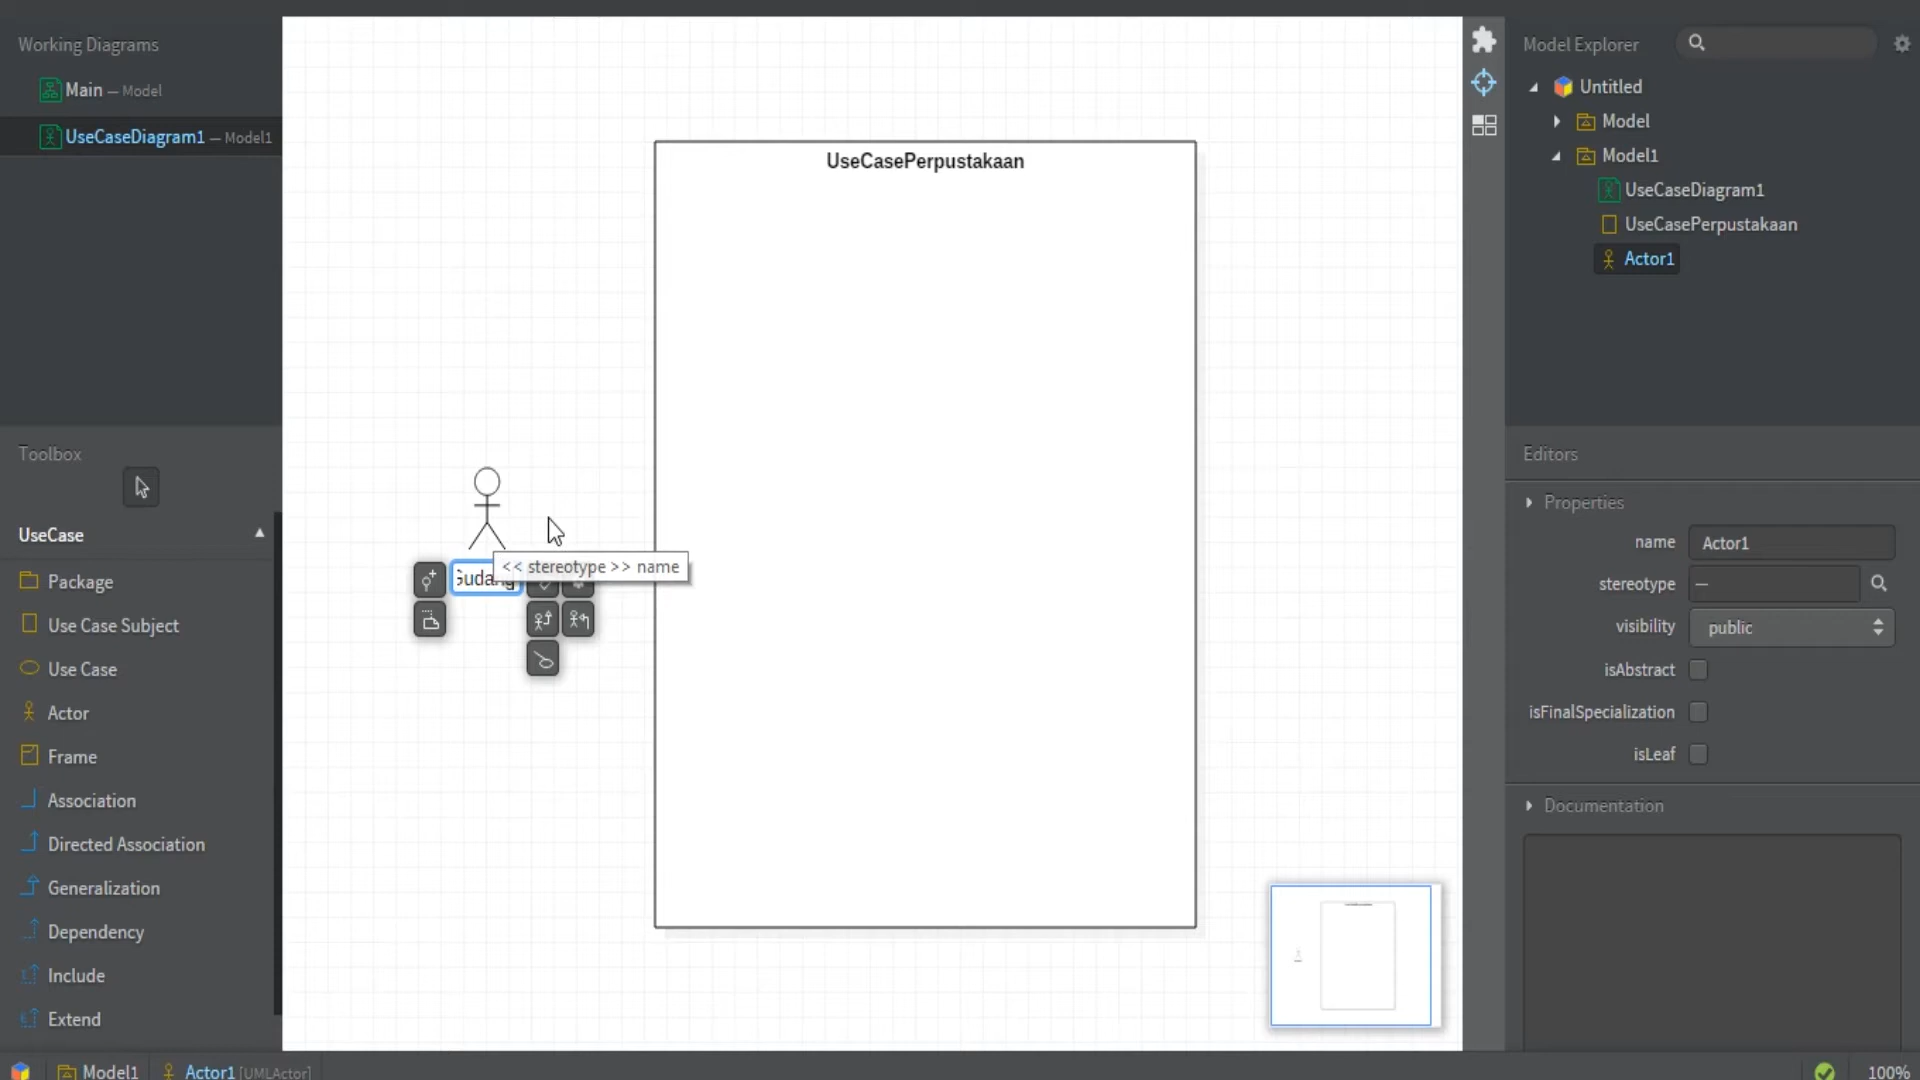 Working Diagrams
Main — Model
UseCaseDiagram1 — Model1
Toolbox
UseCase
Package
Use Case Subject
Use Case
Actor
Frame
Association
Directed Association
Generalization
Dependency
Include
Extend
UseCasePerpustakaan
<< stereotype >> name
Model Explorer
Untitled
Model
Model1
UseCaseDiagram1
UseCasePerpustakaan
Actor1
Editors
Properties
name Actor1
stereotype —
visibility public
isAbstract
isFinalSpecialization
isLeaf
Documentation
Model1 Actor1 [UMLActor]
100%